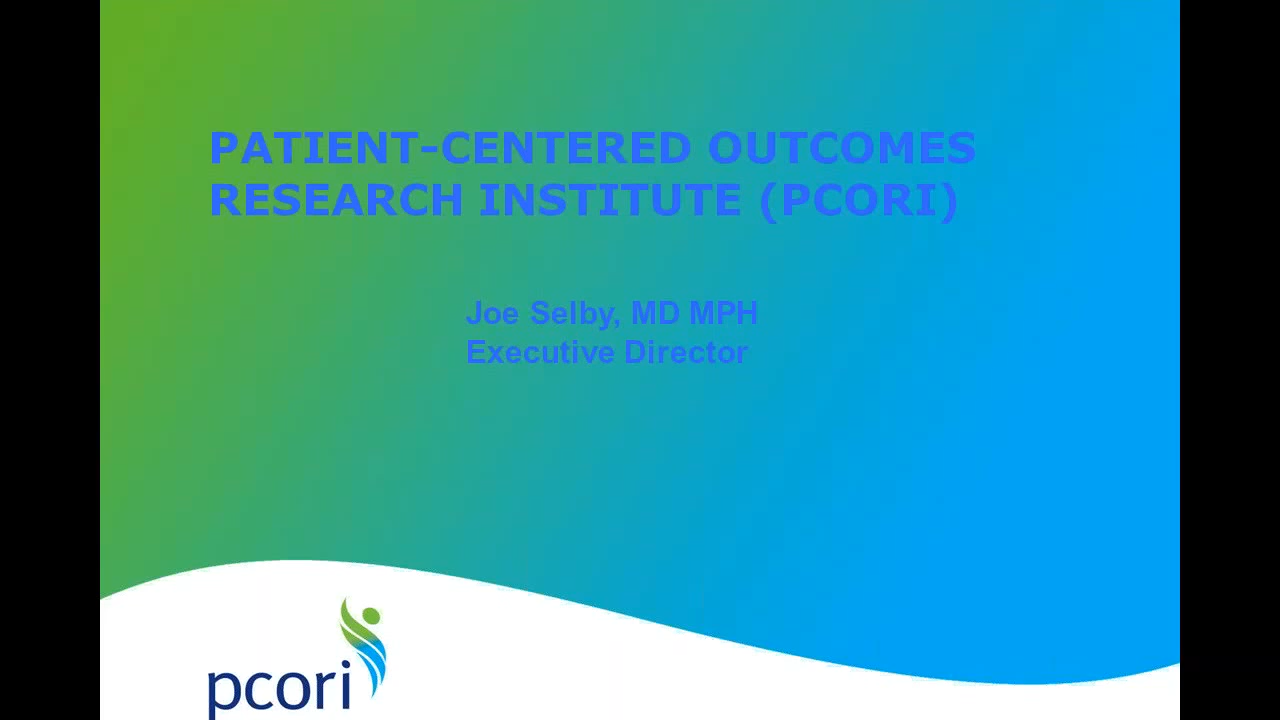 PATIENT-CENTERED OUTCOMES
RESEARCH INSTITUTE (PCORI)
Joe Selby, MD MPH
Executive Director
pcori